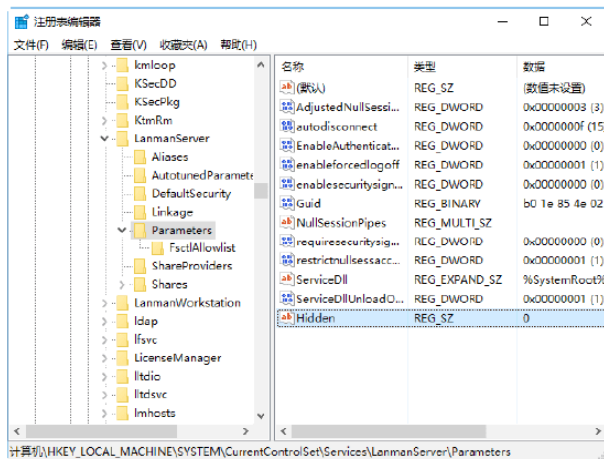 注册表编辑器
文件(F) 编辑(E) 查看(V) 收藏夹(A) 帮助(H)
kmloop
KSecDD
KSecPkg
KtmRm
LanmanServer
Aliases
AutotunedParamete
DefaultSecurity
Linkage
Parameters
FsctlAllowlist
ShareProviders
Shares
LanmanWorkstation
ldap
lfsvc
LicenseManager
lltdio
lltdsvc
lmhosts
名称 类型 数据
ab (默认) REG_SZ (数值未设置)
AdjustedNullSessi... REG_DWORD 0x00000003 (3)
autodisconnect REG_DWORD 0x0000000f (15
EnableAuthenticat... REG_DWORD 0x00000000 (0)
enableforcedlogoff REG_DWORD 0x00000001 (1)
enablesecuritysign... REG_DWORD 0x00000000 (0)
Guid REG_BINARY b0 1e 85 4e 02
ab NullSessionPipes REG_MULTI_SZ
requiresecuritysig... REG_DWORD 0x00000000 (0)
restrictnullsessacc... REG_DWORD 0x00000001 (1)
ab ServiceDll REG_EXPAND_SZ %SystemRoot%
ServiceDllUnloadO... REG_DWORD 0x00000001 (1)
ab Hidden REG_SZ 0
计算机\HKEY_LOCAL_MACHINE\SYSTEM\CurrentControlSet\Services\LanmanServer\Parameters